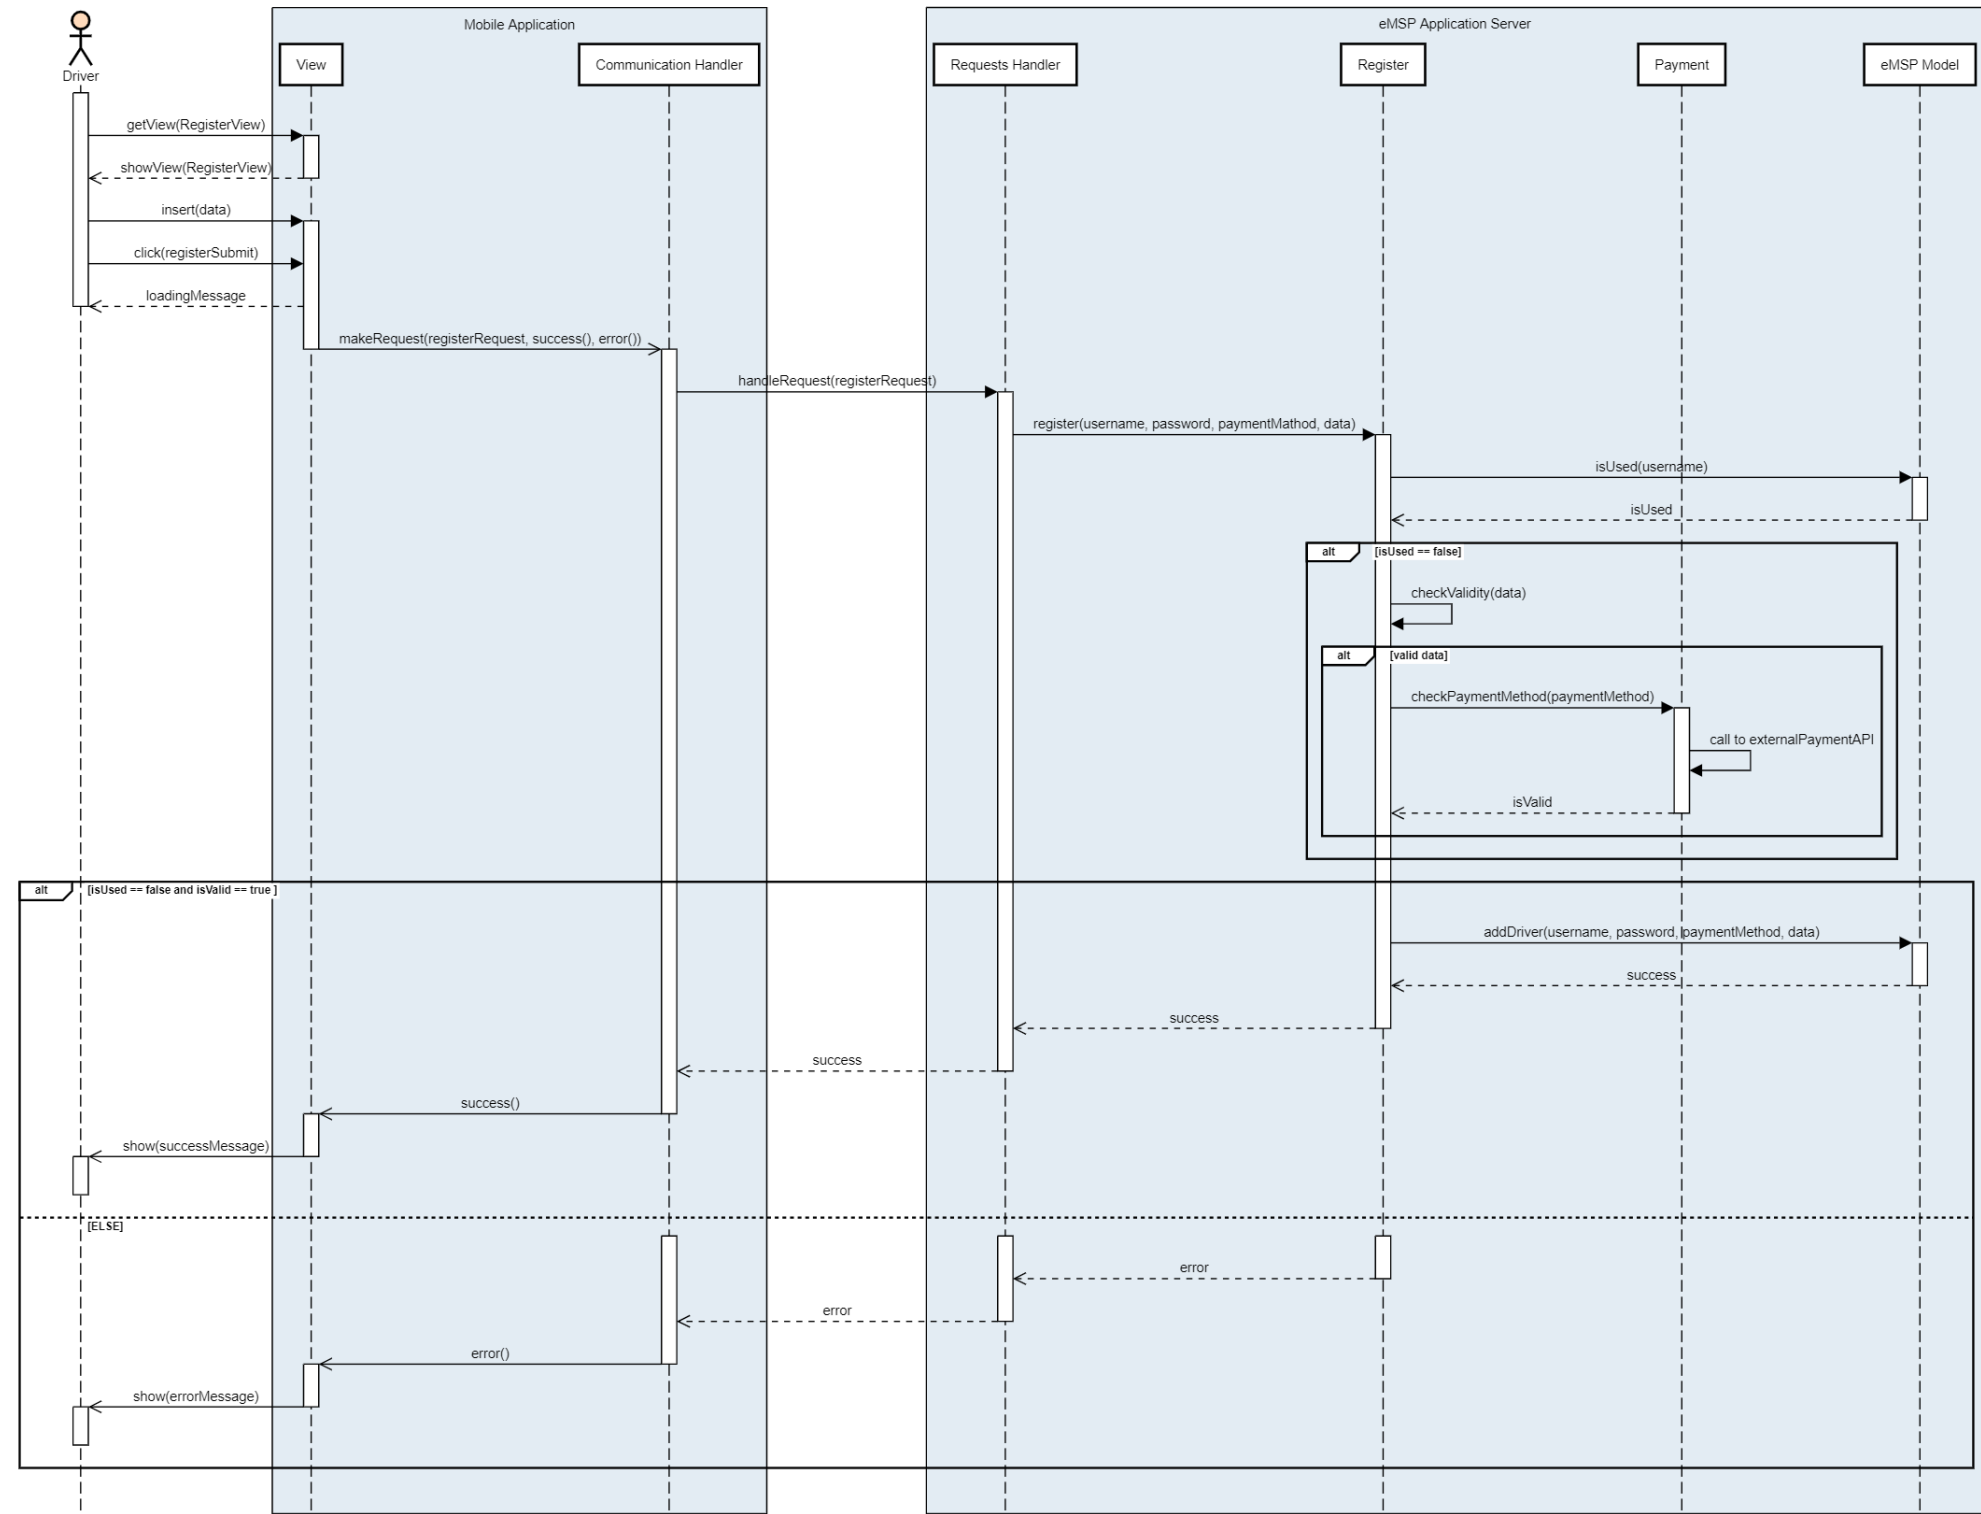 Mobile Application
eMSP Application Server
Driver
View
Communication Handler
Requests Handler
Register
Payment
eMSP Model
getView(RegisterView)
showView(RegisterView)
insert(data)
click(registerSubmit)
loadingMessage
makeRequest(registerRequest, success(), error())
handleRequest(registerRequest)
register(username, password, paymentMathod, data)
isUsed(username)
isUsed
alt [isUsed == false]
checkValidity(data)
alt [valid data]
checkPaymentMethod(paymentMethod)
call to externalPaymentAPI
isValid
alt [isUsed == false and isValid == true ]
addDriver(username, password, paymentMethod, data)
success
success
success
success()
show(successMessage)
[ELSE]
error
error
error()
show(errorMessage)